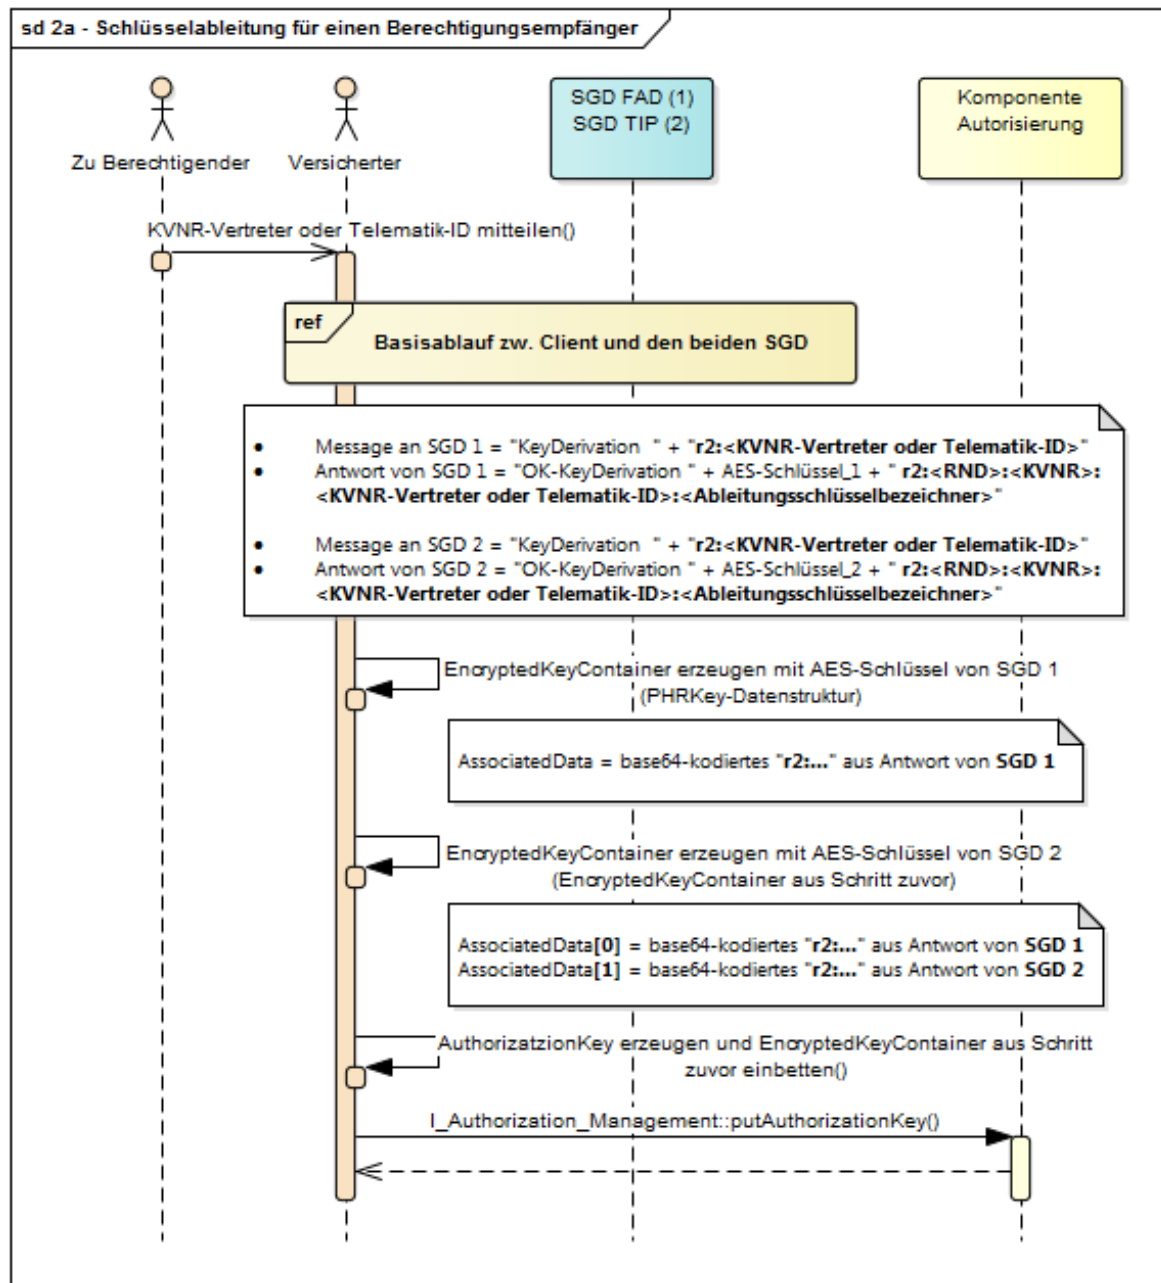 sd 2a - Schlüsselableitung für einen Berechtigungsempfänger
SGD FAD (1)
SGD TIP (2)
Komponente
Autorisierung
Zu Berechtigender
Versicherter
KVNR-Vertreter oder Telematik-ID mitteilen()
ref
Basisablauf zw. Client und den beiden SGD
• Message an SGD 1 = "KeyDerivation " + "r2:<KVNR-Vertreter oder Telematik-ID>"
• Antwort von SGD 1 = "OK-KeyDerivation " + AES-Schlüssel_1 + " r2:<RND>:<KVNR>:
<KVNR-Vertreter oder Telematik-ID>:<Ableitungsschlüsselbezeichner>"
• Message an SGD 2 = "KeyDerivation " + "r2:<KVNR-Vertreter oder Telematik-ID>"
• Antwort von SGD 2 = "OK-KeyDerivation " + AES-Schlüssel_2 + " r2:<RND>:<KVNR>:
<KVNR-Vertreter oder Telematik-ID>:<Ableitungsschlüsselbezeichner>"
EncryptedKeyContainer erzeugen mit AES-Schlüssel von SGD 1
(PHRKey-Datenstruktur)
AssociatedData = base64-kodiertes "r2:..." aus Antwort von SGD 1
EncryptedKeyContainer erzeugen mit AES-Schlüssel von SGD 2
(EncryptedKeyContainer aus Schritt zuvor)
AssociatedData[0] = base64-kodiertes "r2:..." aus Antwort von SGD 1
AssociatedData[1] = base64-kodiertes "r2:..." aus Antwort von SGD 2
AuthorizatzionKey erzeugen und EncryptedKeyContainer aus Schritt
zuvor einbetten()
I_Authorization_Management::putAuthorizationKey()